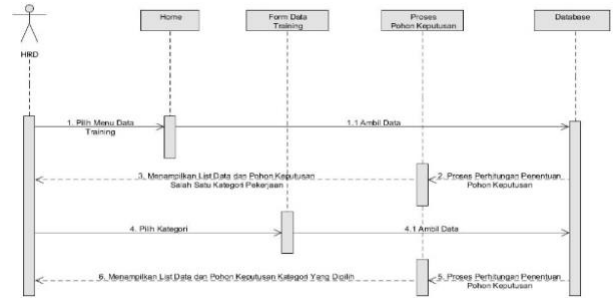 Home
Form Data
Training
Proses
Pohon Keputusan
Database
HRD
1. Pilih Menu Data
Training
1.1 Ambil Data
3. Menampilkan List Data dan Pohon Keputusan
Salah Satu Kategori Pekerjaan
2. Proses Perhitungan Penentuan
Pohon Keputusan
4. Pilih Kategori
4.1 Ambil Data
6. Menampilkan List Data dan Pohon Keputusan Kategori Yang Dipilih
5. Proses Perhitungan Penentuan
Pohon Keputusan